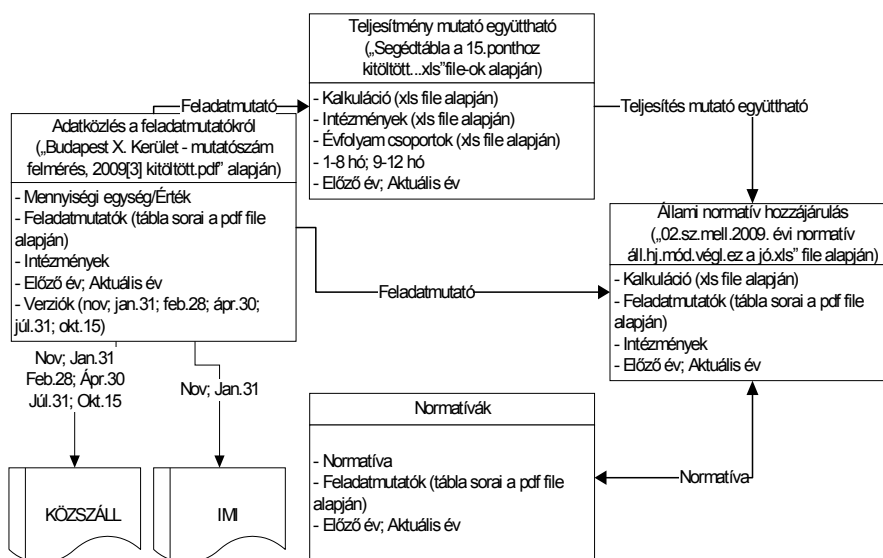 Teljesítmény mutató együttható
(„Segédtábla a 15.ponthoz
kitöltött...xls”file-ok alapján)
- Kalkuláció (xls file alapján)
- Intézmények (xls file alapján)
- Évfolyam csoportok (xls file alapján)
- 1-8 hó; 9-12 hó
- Előző év; Aktuális év
Feladatmutató
Teljesítés mutató együttható
Adatközlés a feladatmutatókról
(„Budapest X. Kerület - mutatószám
felmérés, 2009[3] kitöltött.pdf” alapján)
- Mennyiségi egység/Érték
- Feladatmutatók (tábla sorai a pdf file
alapján)
- Intézmények
- Előző év; Aktuális év
- Verziók (nov; jan.31; feb.28; ápr.30;
júl.31; okt.15)
Feladatmutató
Állami normatív hozzájárulás
(„02.sz.mell.2009. évi normatív
áll.hj.mód.végl.ez a jó.xls” file alapján)
- Kalkuláció (xls file alapján)
- Feladatmutatók (tábla sorai a pdf file
alapján)
- Intézmények
- Előző év; Aktuális év
Nov; Jan.31
Feb.28; Ápr.30
Júl.31; Okt.15
Nov; Jan.31
Normatívák
- Normatíva
- Feladatmutatók (tábla sorai a pdf file
alapján)
- Előző év; Aktuális év
Normatíva
KÖZSZÁLL
IMI